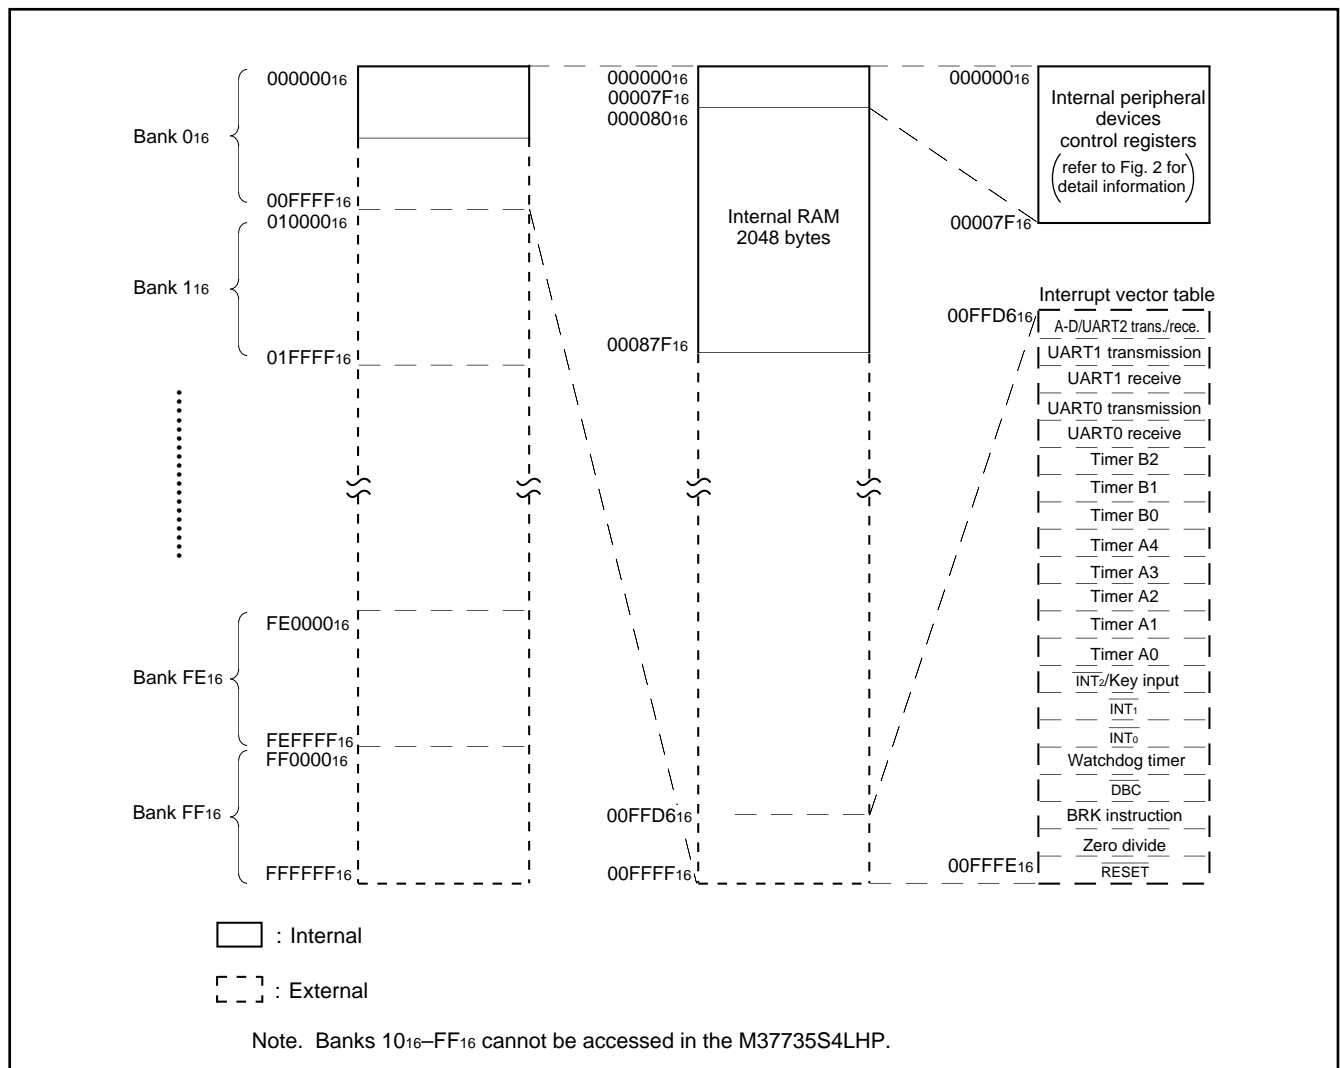 000000₁₆
Bank 0₁₆
00FFFF₁₆
010000₁₆
Bank 1₁₆
01FFFF₁₆
FE0000₁₆
Bank FE₁₆
FEFFFF₁₆
FF0000₁₆
Bank FF₁₆
FFFFFF₁₆
000000₁₆
00007F₁₆
000080₁₆
Internal RAM
2048 bytes
00087F₁₆
00FFD6₁₆
00FFFF₁₆
000000₁₆
Internal peripheral
devices
control registers
(refer to Fig. 2 for
detail information)
00007F₁₆
Interrupt vector table
00FFD6₁₆
A-D/UART2 trans./rece.
UART1 transmission
UART1 receive
UART0 transmission
UART0 receive
Timer B2
Timer B1
Timer B0
Timer A4
Timer A3
Timer A2
Timer A1
Timer A0
INT₂/Key input
INT₁
INT₀
Watchdog timer
DBC
BRK instruction
Zero divide
00FFFE₁₆
RESET
: Internal
: External
Note. Banks 10₁₆–FF₁₆ cannot be accessed in the M37735S4LHP.